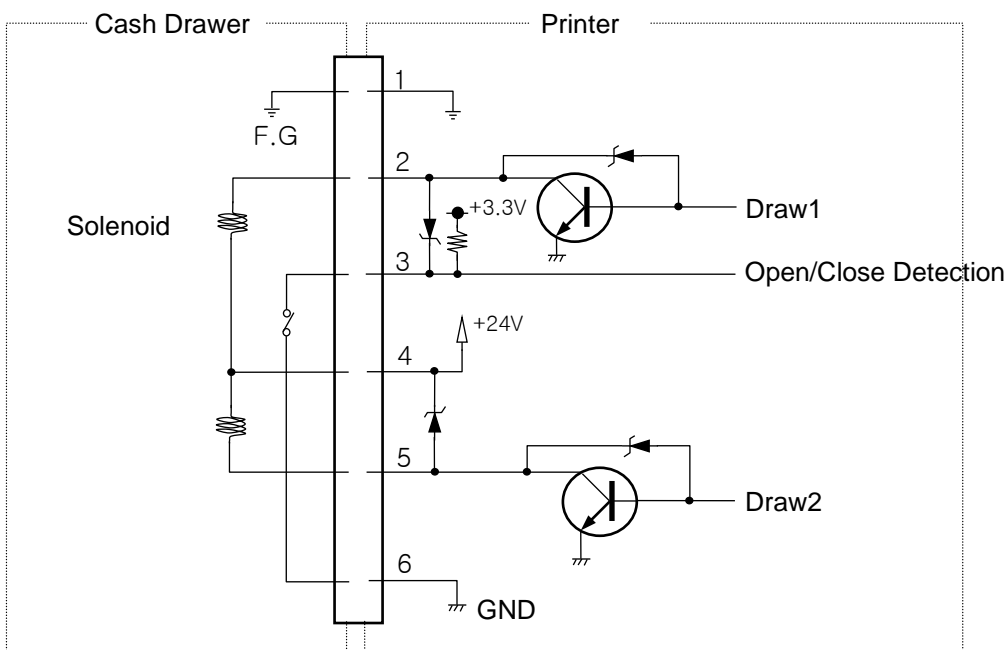 Cash Drawer
Printer
1
F.G
2
+3.3V
Draw1
Solenoid
3
Open/Close Detection
+24V
4
5
Draw2
6
GND